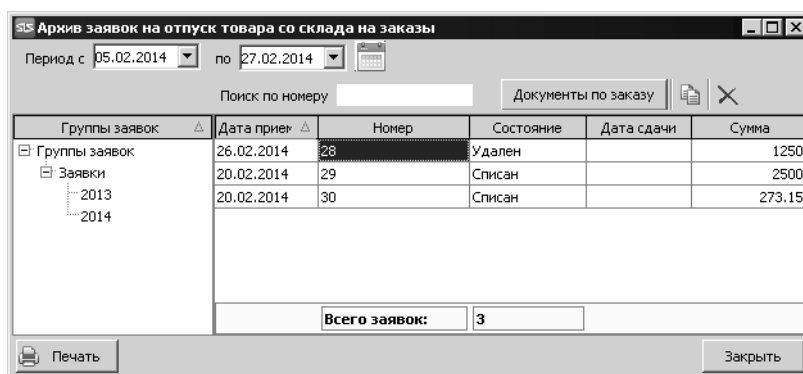 SLS Архив заявок на отпуск товара со склада на заказы
Период с 05.02.2014 по 27.02.2014
Поиск по номеру Документы по заказу
Группы заявок Дата прием Номер Состояние Дата сдачи Сумма
Группы заявок 26.02.2014 28 Удален 1250
Заявки 20.02.2014 29 Списан 2500
2013 20.02.2014 30 Списан 273.15
2014
Всего заявок: 3
Печать Закрыть